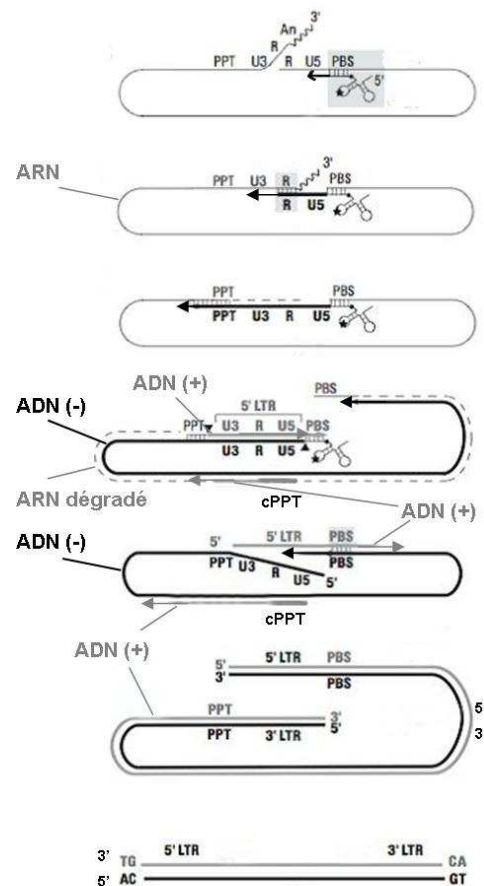 3'
An
R
PPT U3 R U5 PBS
5'
ARN
3'
PPT U3 R PBS
R U5
PPT PBS
PPT U3 R U5
ADN (+)
PBS
ADN (-)
5' LTR
PPT U3 R U5 PBS
U3 R U5
ARN dégradé
cPPT
ADN (+)
ADN (-)
5' 5' LTR PBS
PPT U3 R U5 5' PBS
cPPT
ADN (+)
5' 5' LTR PBS
3' PBS
5'
3
PPT 3'
PPT 3' LTR 5'
3' TG 5' LTR 3' LTR CA
5' AC GT